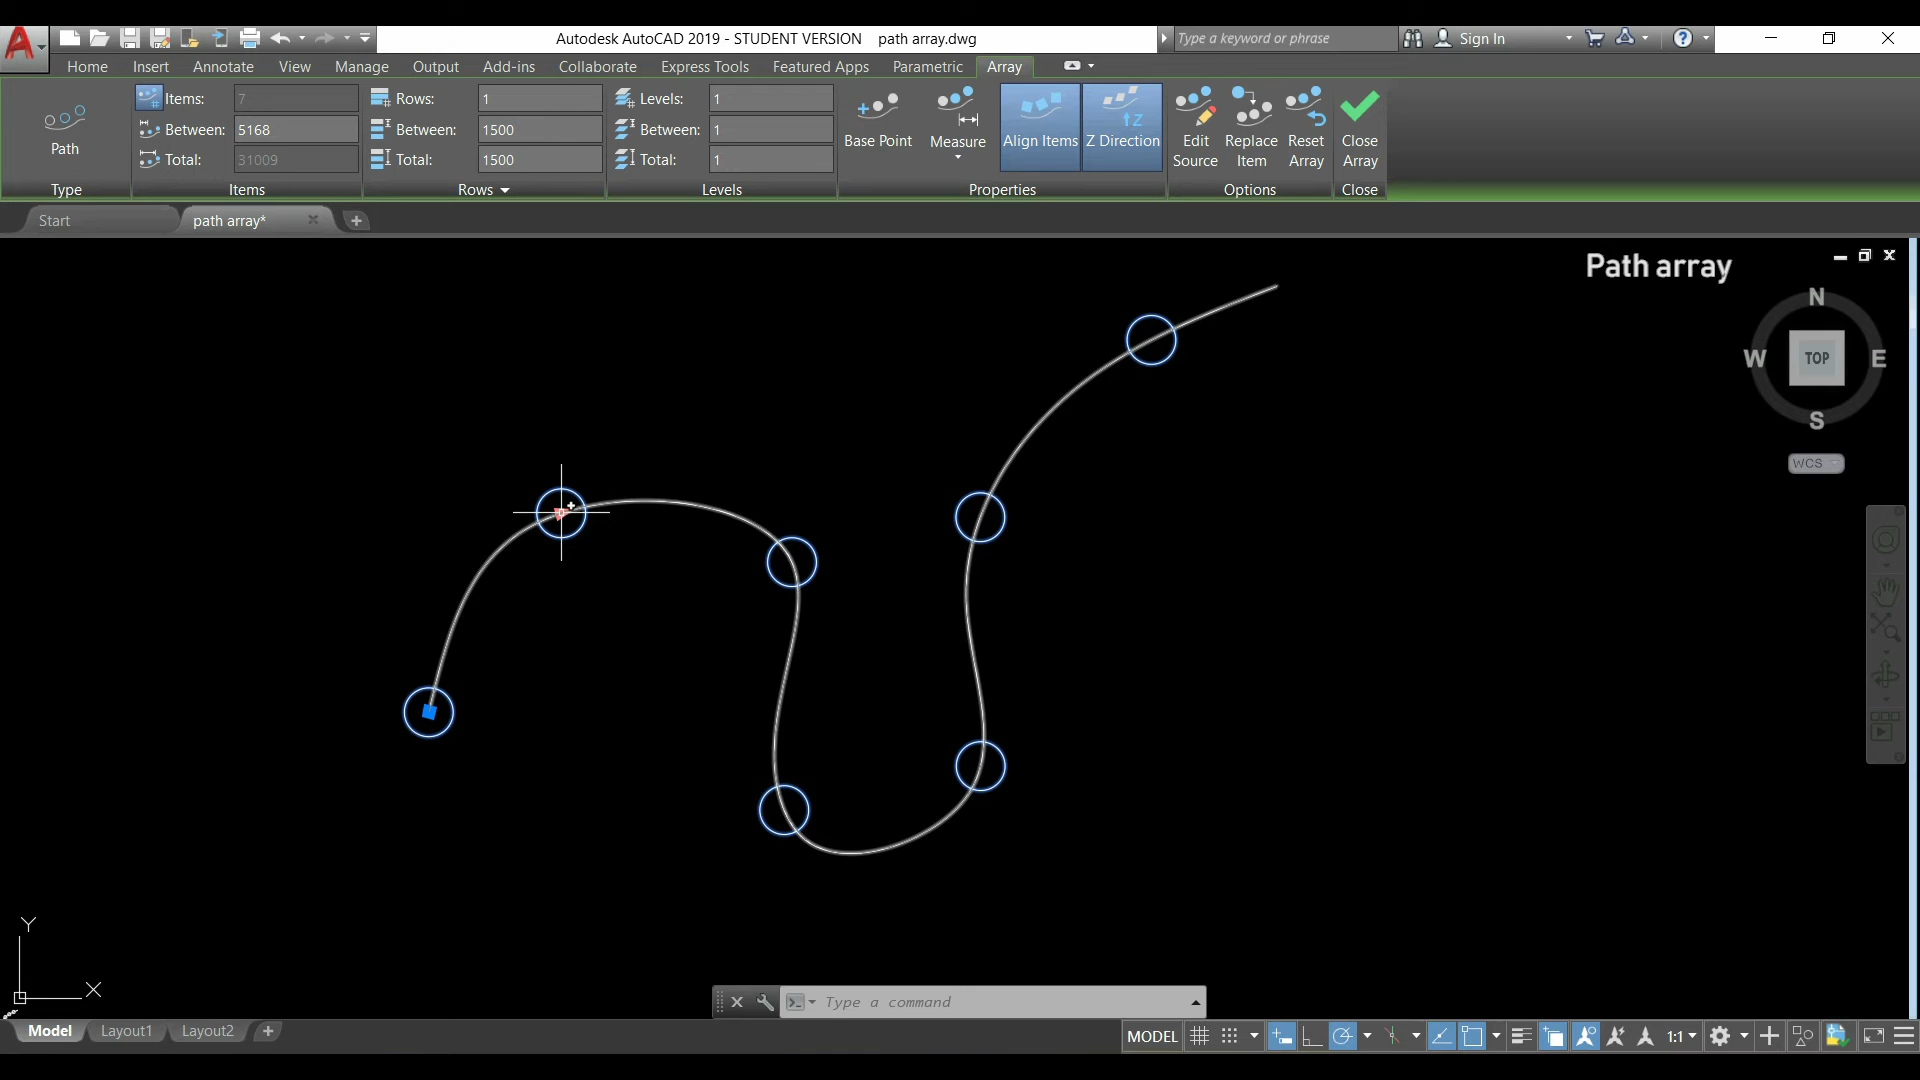 Autodesk AutoCAD 2019 - STUDENT VERSION path array.dwg
Type a keyword or phrase
Sign In
Home Insert Annotate View Manage Output Add-ins Collaborate Express Tools Featured Apps Parametric Array
Path
Type
Items: 7
Between: 5168
Total: 31009
Items
Rows: 1
Between: 1500
Total: 1500
Rows
Levels: 1
Between: 1
Total: 1
Levels
Base Point
Measure
Align Items
Z Direction
Properties
Edit
Source
Replace
Item
Reset
Array
Options
Close
Array
Close
Start
path array*
Path array
N
W TOP E
S
WCS
Y
X
Type a command
Model Layout1 Layout2
MODEL
1:1